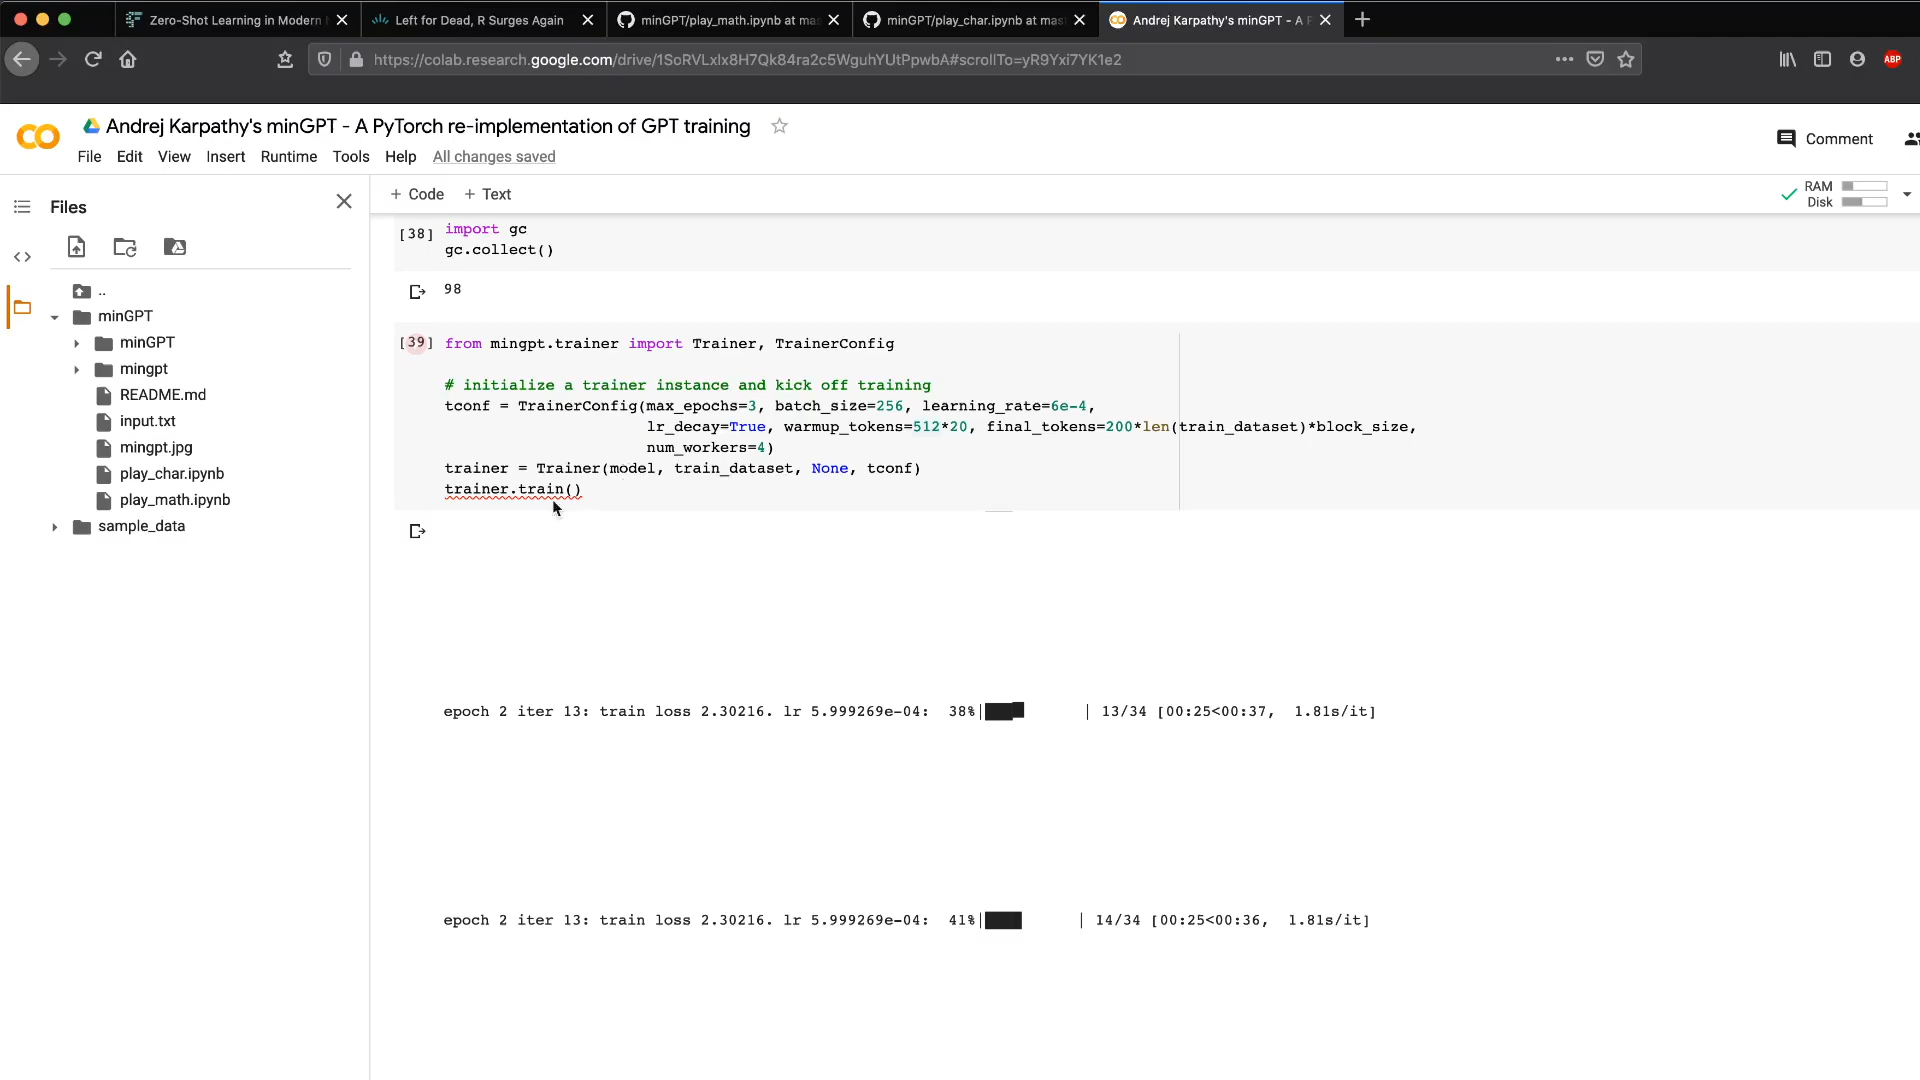 Zero-Shot Learning in Modern
Left for Dead, R Surges Again
minGPT/play_math.ipynb at mas
minGPT/play_char.ipynb at mas
Andrej Karpathy's minGPT - A P
https://colab.research.google.com/drive/1SoRVLxlx8H7Qk84ra2c5WguhYUtPpwbA#scrollTo=yR9Yxi7YK1e2
ABP
Andrej Karpathy's minGPT - A PyTorch re-implementation of GPT training
Comment
File Edit View Insert Runtime Tools Help All changes saved
Files
+ Code + Text
RAM
Disk
..
minGPT
minGPT
mingpt
README.md
input.txt
mingpt.jpg
play_char.ipynb
play_math.ipynb
sample_data
[38] import gc
gc.collect()
98
[39] from mingpt.trainer import Trainer, TrainerConfig
# initialize a trainer instance and kick off training
tconf = TrainerConfig(max_epochs=3, batch_size=256, learning_rate=6e-4,
lr_decay=True, warmup_tokens=512*20, final_tokens=200*len(train_dataset)*block_size,
num_workers=4)
trainer = Trainer(model, train_dataset, None, tconf)
trainer.train()
epoch 2 iter 13: train loss 2.30216. lr 5.999269e-04:  38%|███▊      | 13/34 [00:25<00:37,  1.81s/it]
epoch 2 iter 13: train loss 2.30216. lr 5.999269e-04:  41%|████      | 14/34 [00:25<00:36,  1.81s/it]